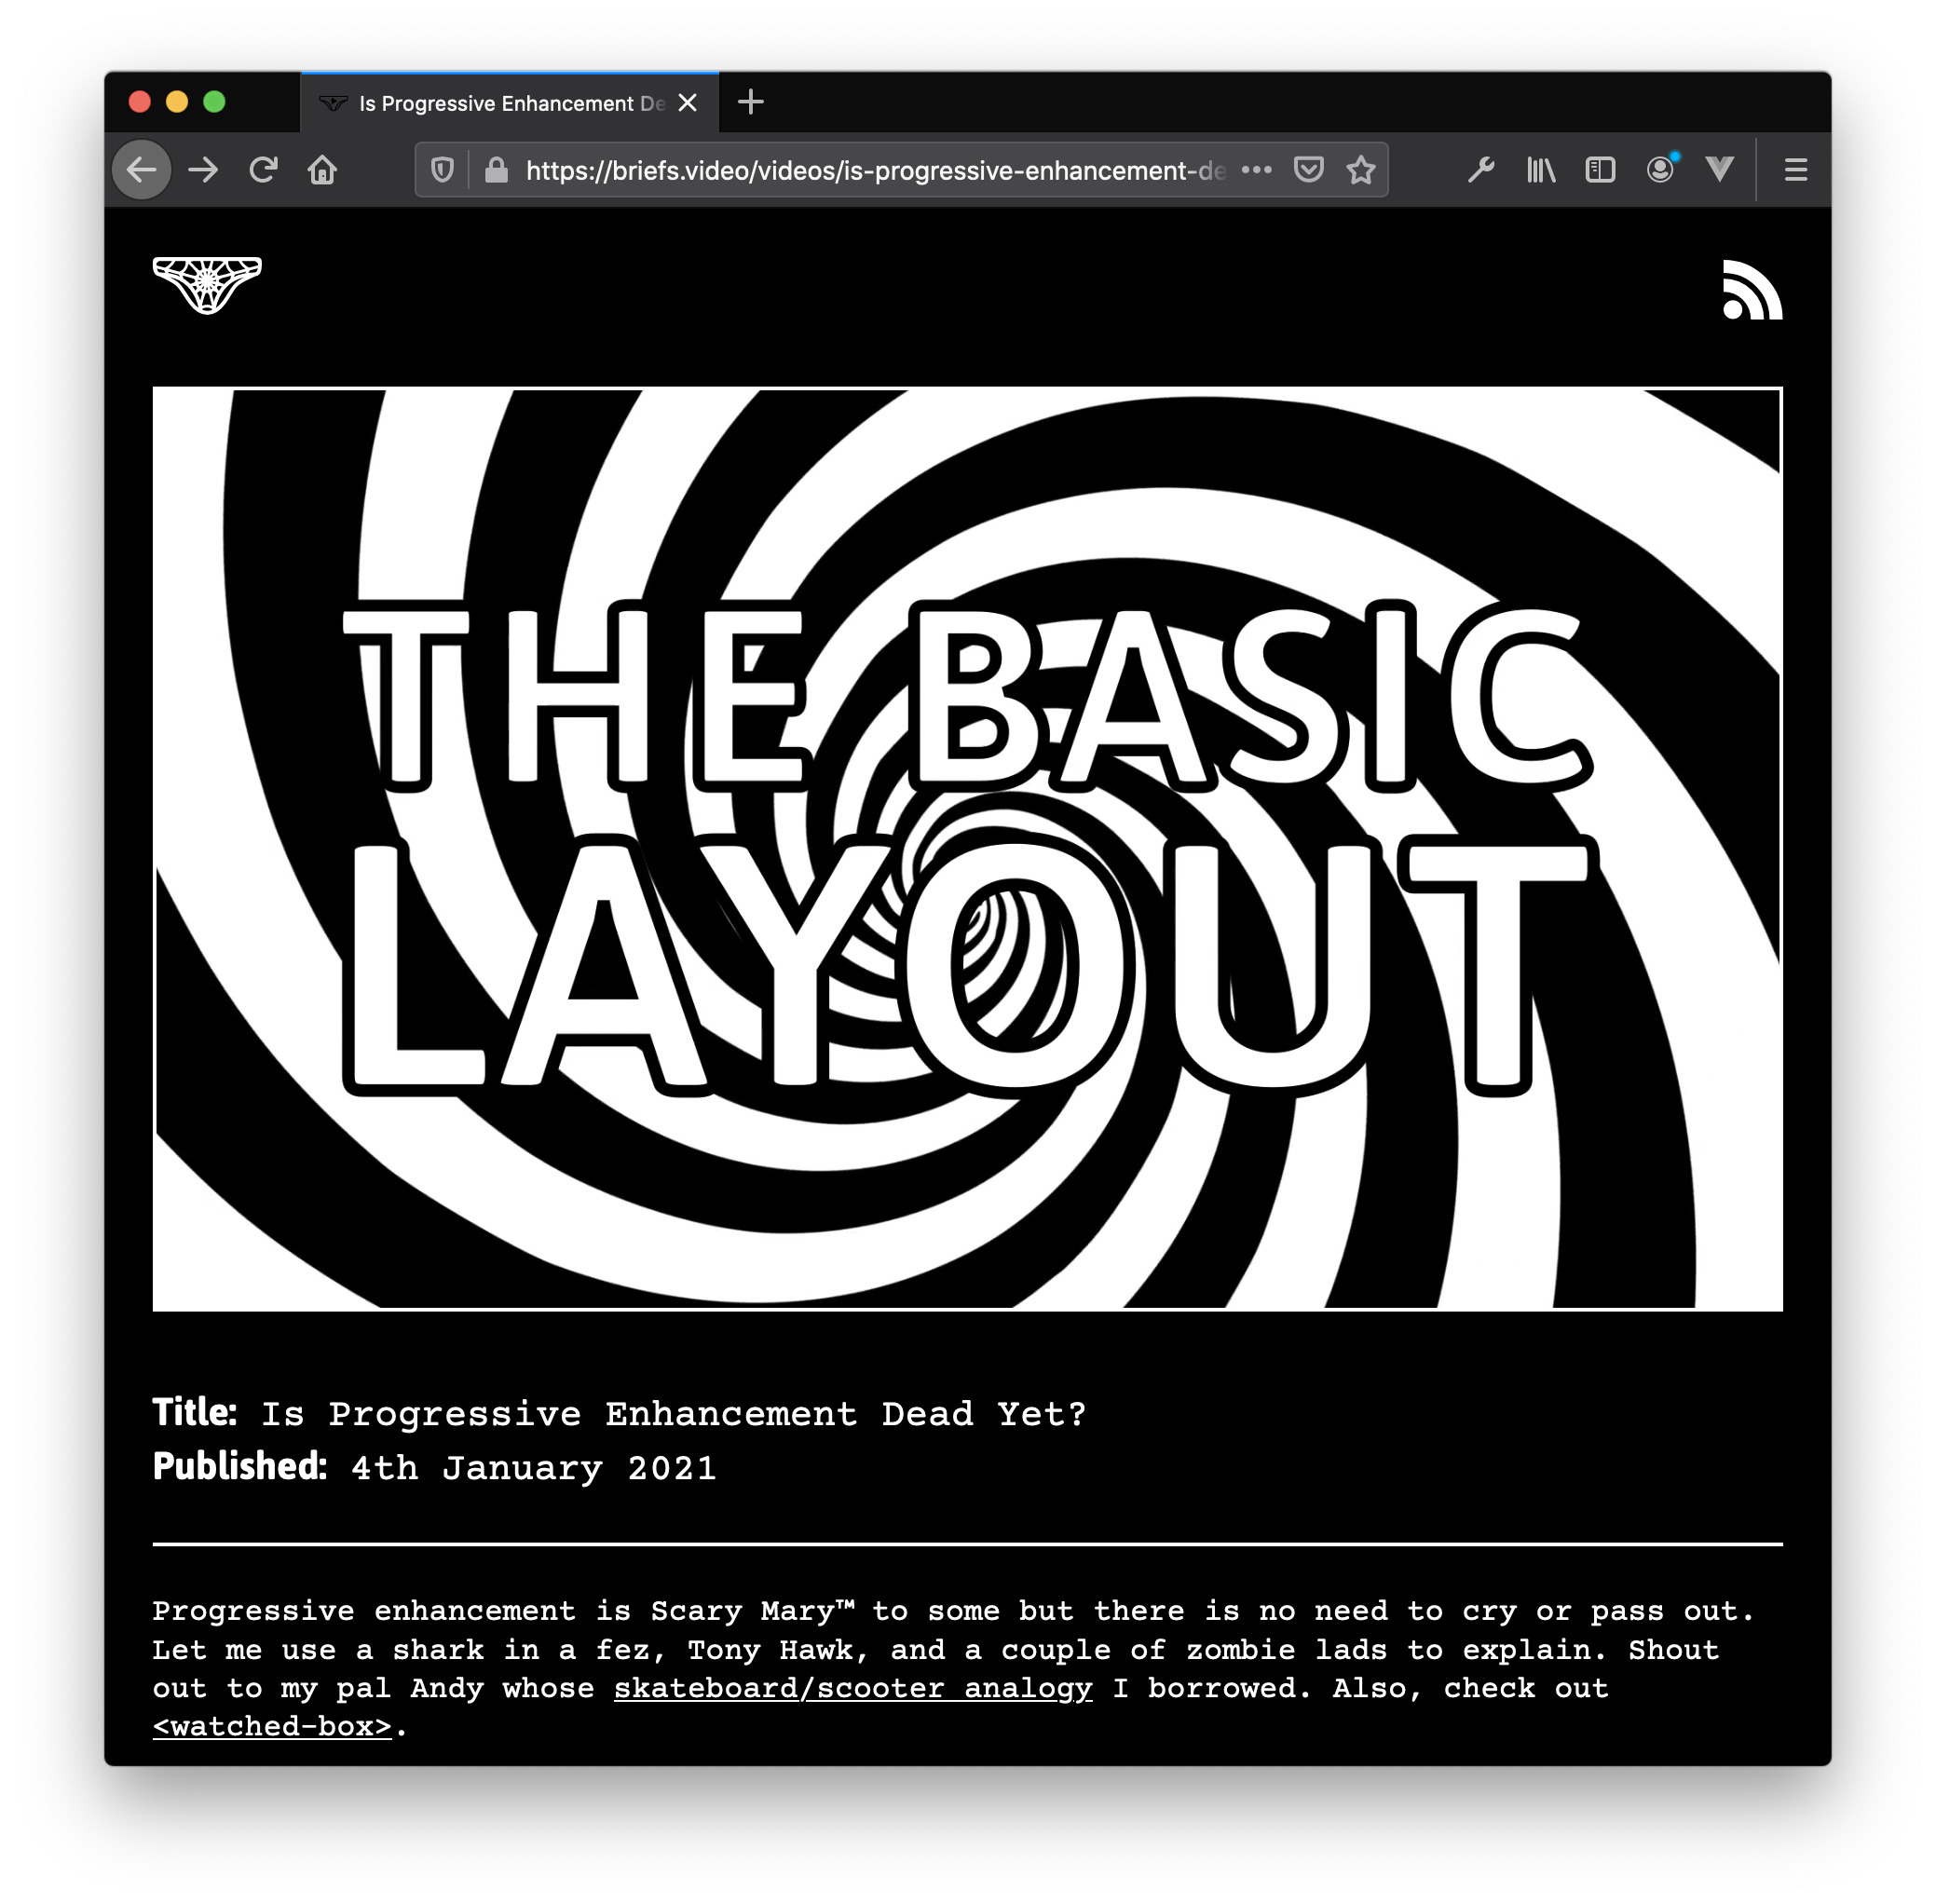 Is Progressive Enhancement De
https://briefs.video/videos/is-progressive-enhancement-de
THE BASIC
LAYOUT
Title: Is Progressive Enhancement Dead Yet?
Published: 4th January 2021
Progressive enhancement is Scary Mary™ to some but there is no need to cry or pass out.
Let me use a shark in a fez, Tony Hawk, and a couple of zombie lads to explain. Shout
out to my pal Andy whose skateboard/scooter analogy I borrowed. Also, check out
<watched-box>.